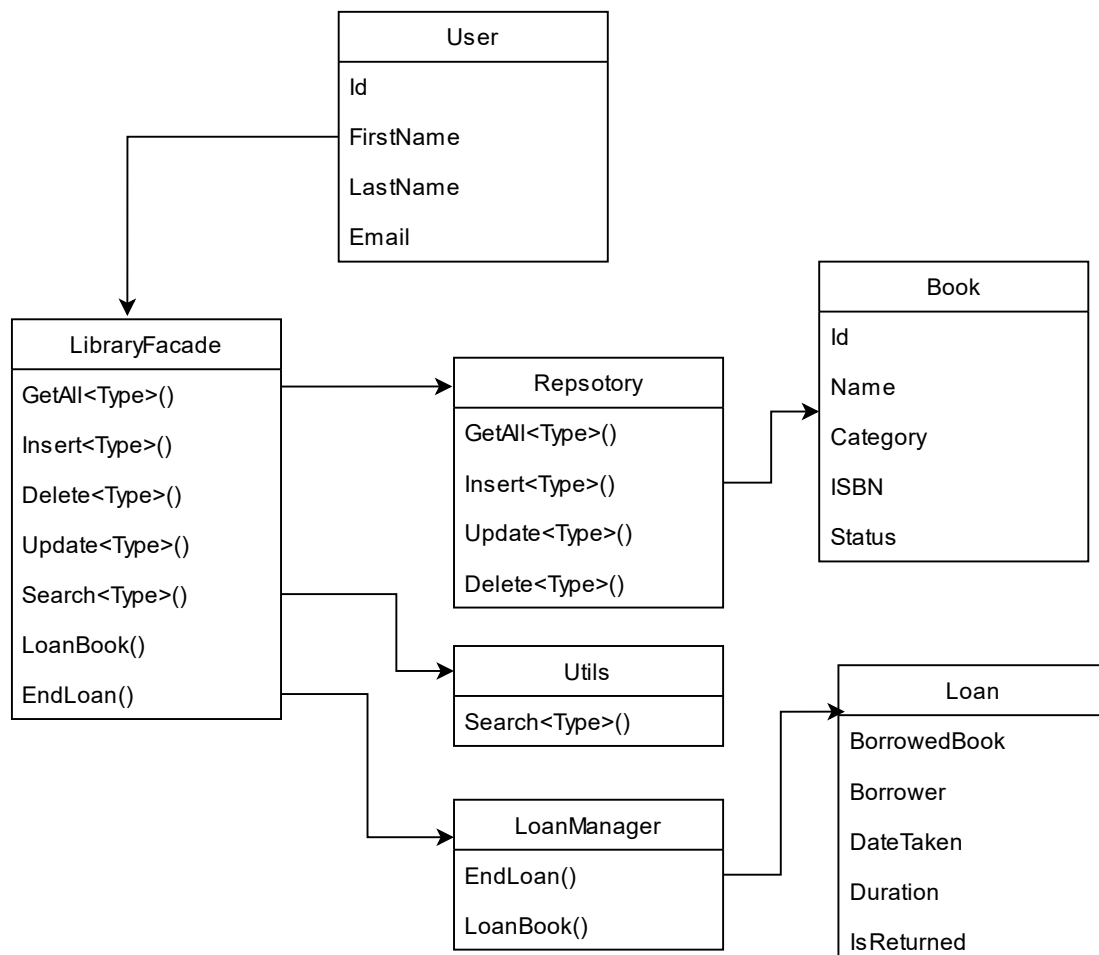 User
Id
FirstName
LastName
Email
LibraryFacade
GetAll<Type>()
Insert<Type>()
Delete<Type>()
Update<Type>()
Search<Type>()
LoanBook()
EndLoan()
Repsotory
GetAll<Type>()
Insert<Type>()
Update<Type>()
Delete<Type>()
Book
Id
Name
Category
ISBN
Status
Utils
Search<Type>()
LoanManager
EndLoan()
LoanBook()
Loan
BorrowedBook
Borrower
DateTaken
Duration
IsReturned